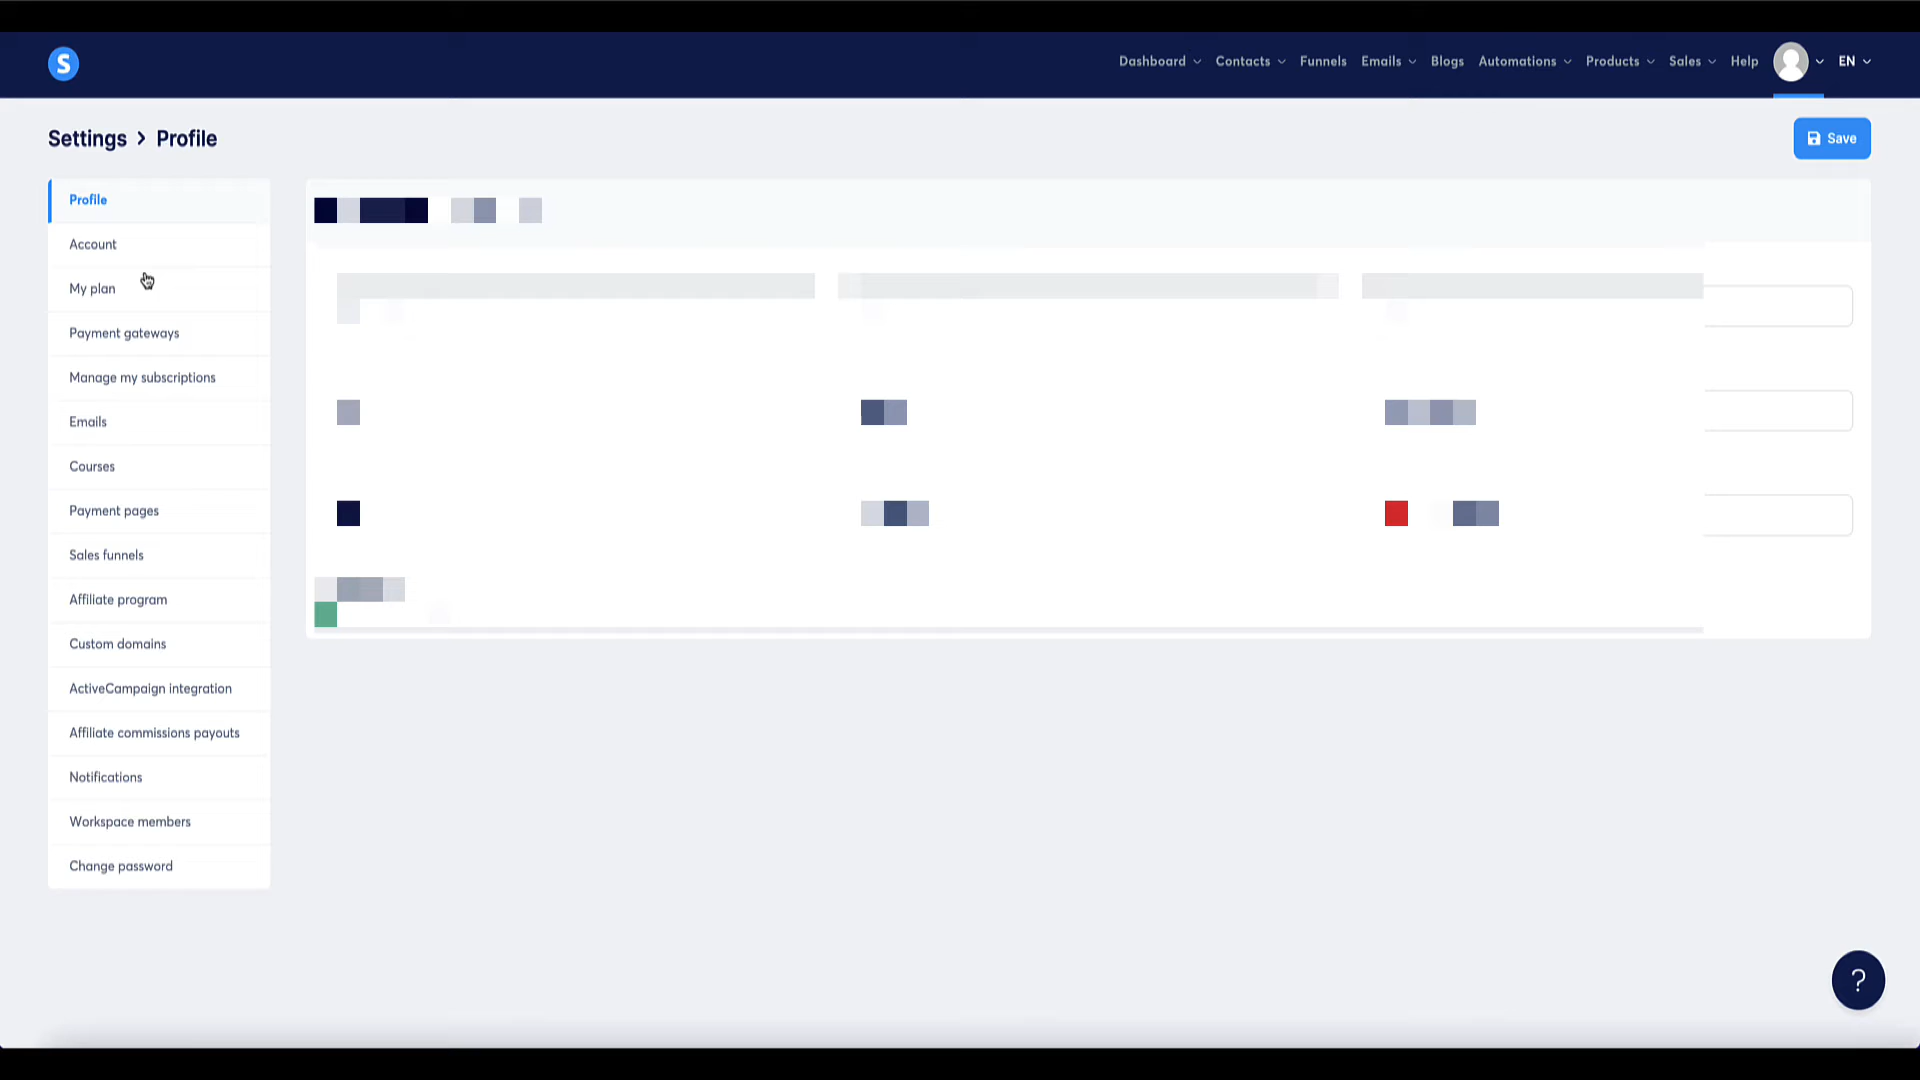 S
Dashboard Contacts Funnels Emails Blogs Automations Products Sales Help EN
Settings > Profile
Save
Profile
Account
My plan
Payment gateways
Manage my subscriptions
Emails
Courses
Payment pages
Sales funnels
Affiliate program
Custom domains
ActiveCampaign integration
Affiliate commissions payouts
Notifications
Workspace members
Change password
?